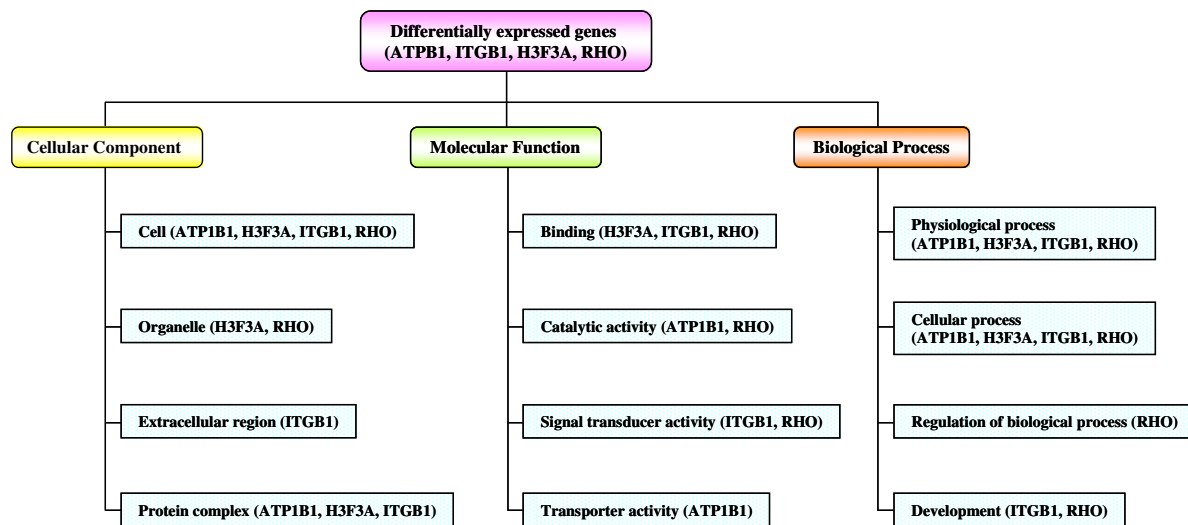 Differentially expressed genes
(ATPB1, ITGB1, H3F3A, RHO)
Cellular Component
Molecular Function
Biological Process
Cell (ATP1B1, H3F3A, ITGB1, RHO)
Organelle (H3F3A, RHO)
Extracellular region (ITGB1)
Protein complex (ATP1B1, H3F3A, ITGB1)
Binding (H3F3A, ITGB1, RHO)
Catalytic activity (ATP1B1, RHO)
Signal transducer activity (ITGB1, RHO)
Transporter activity (ATP1B1)
Physiological process
(ATP1B1, H3F3A, ITGB1, RHO)
Cellular process
(ATP1B1, H3F3A, ITGB1, RHO)
Regulation of biological process (RHO)
Development (ITGB1, RHO)